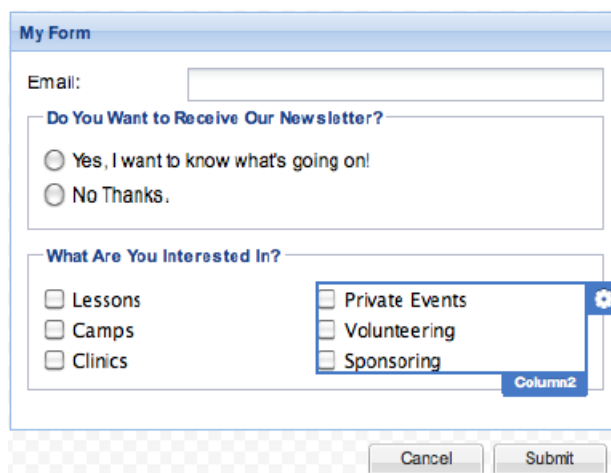 My Form
Email:
Do You Want to Receive Our Newsletter?
Yes, I want to know what's going on!
No Thanks.
What Are You Interested In?
Lessons
Camps
Clinics
Private Events
Volunteering
Sponsoring
Column2
Cancel
Submit